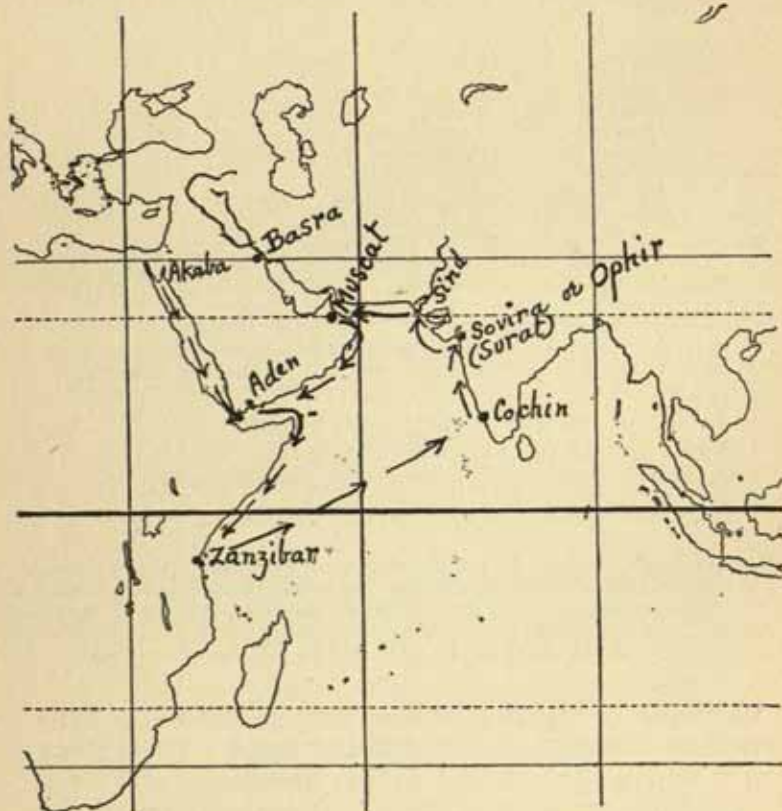 Akaba
Basra
Muscat
Sind
Sovira or Ophir
(Surat)
Aden
Cochin
Zanzibar